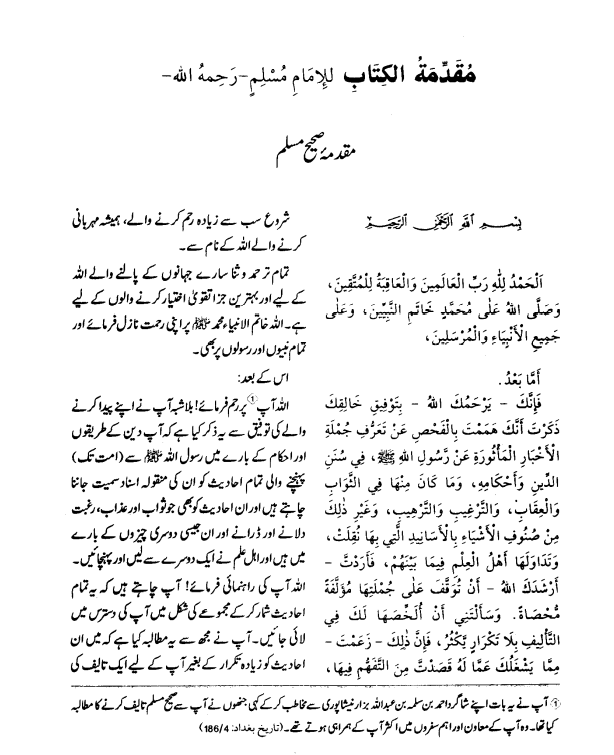 مُقَدِّمَةُ الكِتَابِ لِلإِمَامِ مُسْلِمٍ -رَحِمهُ الله-
مقدمۂ صحیح مسلم
بِسْمِ اللَّهِ الرَّحْمَٰنِ الرَّحِيمِ
اَلْحَمْدُ لِلّٰهِ رَبِّ الْعَالَمِينَ وَالْعَاقِبَةُ لِلْمُتَّقِينَ،
وَصَلَّى اللهُ عَلَى مُحَمَّدٍ خَاتَمِ النَّبِيِّينَ، وَعَلَى
جَمِيعِ الْأَنْبِيَاءِ وَالْمُرْسَلِينَ،
أَمَّا بَعْدُ.
فَإِنَّكَ - يَرْحَمُكَ اللهُ - بِتَوْفِيقِ خَالِقِكَ
ذَكَرْتَ أَنَّكَ هَمَمْتَ بِالْفَحْصِ عَنْ تَعَرُّفِ جُمْلَةِ
الْأَخْبَارِ الْمَأْثُورَةِ عَنْ رَّسُولِ اللهِ ﷺ، فِي سُنَنِ
الدِّينِ وَأَحْكَامِهِ، وَمَا كَانَ مِنْهَا فِي الثَّوَابِ
وَالْعِقَابِ، وَالتَّرْغِيبِ وَالتَّرْهِيبِ، وَغَيْرِ ذٰلِكَ
مِنْ صُنُوفِ الْأَشْيَاءِ بِالْأَسَانِيدِ الَّتِي بِهَا نُقِلَتْ،
وَتَدَاوَلَهَا أَهْلُ الْعِلْمِ فِيمَا بَيْنَهُمْ، فَأَرَدْتَ -
أَرْشَدَكَ اللهُ - أَنْ تُوَقَّفَ عَلَى جُمْلَتِهَا مُؤَلَّفَةً
مُحْصَاةً. وَسَأَلْتَنِي أَنْ أُلَخِّصَهَا لَكَ فِي
التَّأْلِيفِ بِلَا تَكْرَارٍ يَّكْثُرُ، فَإِنَّ ذٰلِكَ - زَعَمْتَ -
مِمَّا يَشْغَلُكَ عَمَّا لَهُ قَصَدْتَ مِنَ التَّفَهُّمِ فِيهَا،
شروع سب سے زیادہ رحم کرنے والے، ہمیشہ مہربانی
کرنے والے اللہ کے نام سے۔
تمام تر حمد و ثنا سارے جہانوں کے پالنے والے اللہ
کے لیے اور بہترین جزا تقویٰ اختیار کرنے والوں کے لیے
ہے۔ اللہ خاتم الانبیاء محمد ﷺ پر اپنی رحمت نازل فرمائے اور
تمام نبیوں اور رسولوں پر بھی۔
اس کے بعد:
اللہ آپ ① پر رحم فرمائے! بلاشبہ آپ نے اپنے پیدا کرنے
والے کی توفیق سے یہ ذکر کیا ہے کہ آپ دین کے طریقوں
اور احکام کے بارے میں رسول اللہ ﷺ سے (امت تک)
پہنچنے والی تمام احادیث کو ان کی منقولہ اسناد سمیت جاننا
چاہتے ہیں اور ان احادیث کو بھی جو ثواب اور عذاب، رغبت
دلانے اور ڈرانے اور ان جیسی دوسری چیزوں کے بارے
میں ہیں اور اہل علم نے ایک دوسرے سے لیں اور پہنچائیں۔
اللہ آپ کی راہنمائی فرمائے! آپ چاہتے ہیں کہ یہ تمام
احادیث شمار کر کے مجموعے کی شکل میں آپ کی دسترس میں
لائی جائیں۔ آپ نے مجھ سے یہ مطالبہ کیا ہے کہ میں ان
احادیث کو زیادہ تکرار کے بغیر آپ کے لیے ایک تالیف کی
① آپ نے یہ بات اپنے شاگرد احمد بن سلمہ بن عبداللہ بزار نیشاپوری سے مخاطب کر کے کہی جنھوں نے آپ سے صحیح مسلم تالیف کرنے کا مطالبہ
کیا تھا۔ وہ آپ کے معاون اور اہم سفروں میں اکثر آپ کے ہمراہی ہوتے تھے۔ (تاریخ بغداد: 186/4)